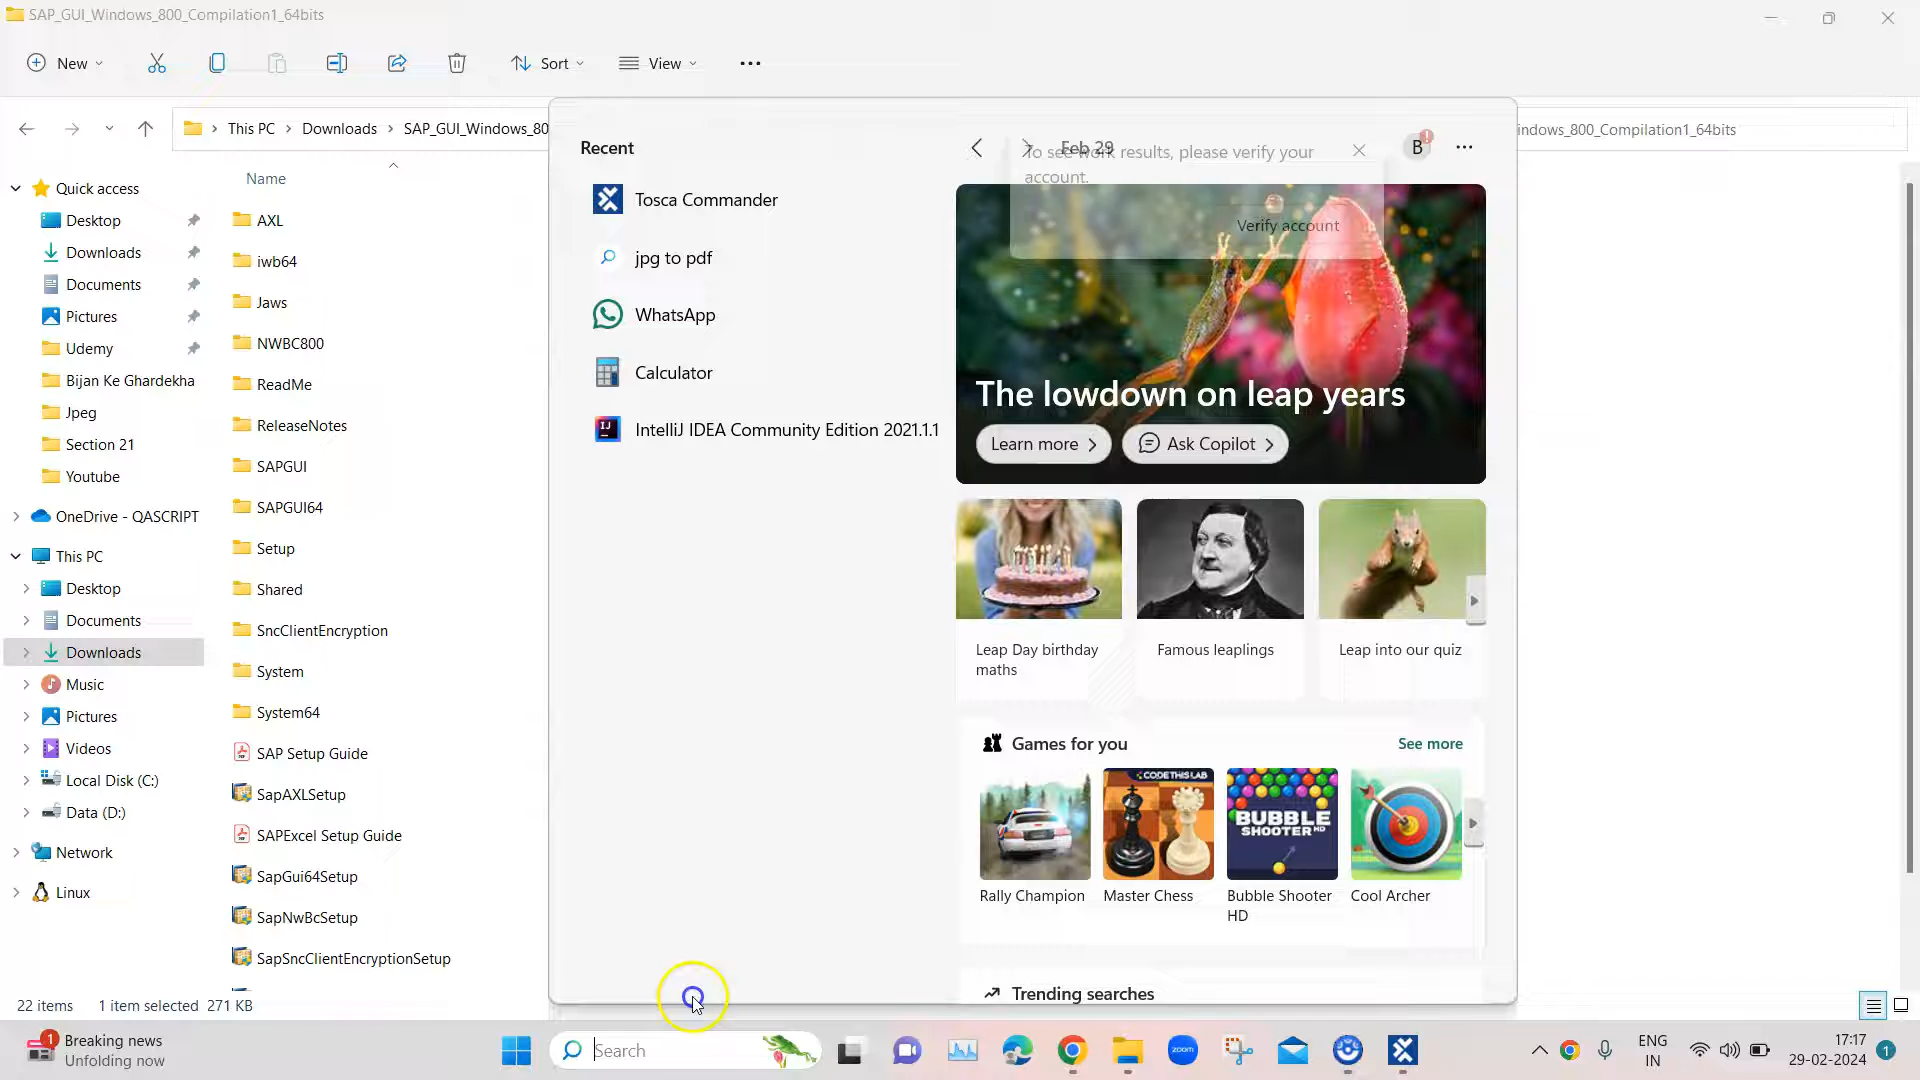 SAP_GUI_Windows_800_Compilation1_64bits
New
Sort
View
This PC
Downloads
SAP_GUI_Windows_80
indows_800_Compilation1_64bits
Name
Quick access
Desktop
Downloads
Documents
Pictures
Udemy
Bijan Ke Ghardekha
Jpeg
Section 21
Youtube
OneDrive - QASCRIPT
This PC
Desktop
Documents
Downloads
Music
Pictures
Videos
Local Disk (C:)
Data (D:)
Network
Linux
AXL
iwb64
Jaws
NWBC800
ReadMe
ReleaseNotes
SAPGUI
SAPGUI64
Setup
Shared
SncClientEncryption
System
System64
SAP Setup Guide
SapAXLSetup
SAPExcel Setup Guide
SapGui64Setup
SapNwBcSetup
SapSncClientEncryptionSetup
22 items
1 item selected 271 KB
Recent
Tosca Commander
jpg to pdf
WhatsApp
Calculator
IJ
IntelliJ IDEA Community Edition 2021.1.1
Feb 29
B
To see work results, please verify your
account.
Verify account
The lowdown on leap years
Learn more
Ask Copilot
Leap Day birthday
maths
Famous leaplings
Leap into our quiz
Games for you
See more
CODETHISLAB
BUBBLE
SHOOTER HD
Rally Champion
Master Chess
Bubble Shooter
HD
Cool Archer
Trending searches
1
Breaking news
Unfolding now
Search
zoom
ENG
IN
17:17
29-02-2024
1